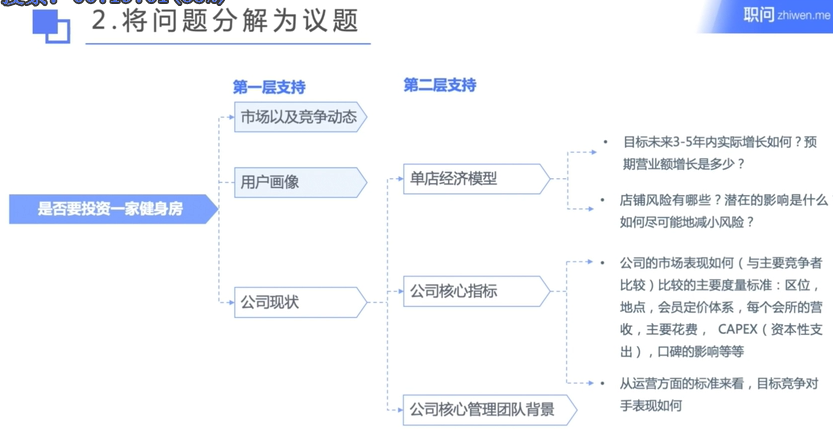 2.将问题分解为议题
职问 zhiwen.me
第一层支持
第二层支持
市场以及竞争动态
用户画像
是否要投资一家健身房
公司现状
单店经济模型
公司核心指标
公司核心管理团队背景
• 目标未来3-5年内实际增长如何？预
期营业额增长是多少？
• 店铺风险有哪些？潜在的影响是什么？
如何尽可能地减小风险？
• 公司的市场表现如何（与主要竞争者
比较）比较的主要度量标准：区位，
地点，会员定价体系，每个会所的营
收，主要花费， CAPEX（资本性支
出），口碑的影响等等
• 从运营方面的标准来看，目标竞争对
手表现如何